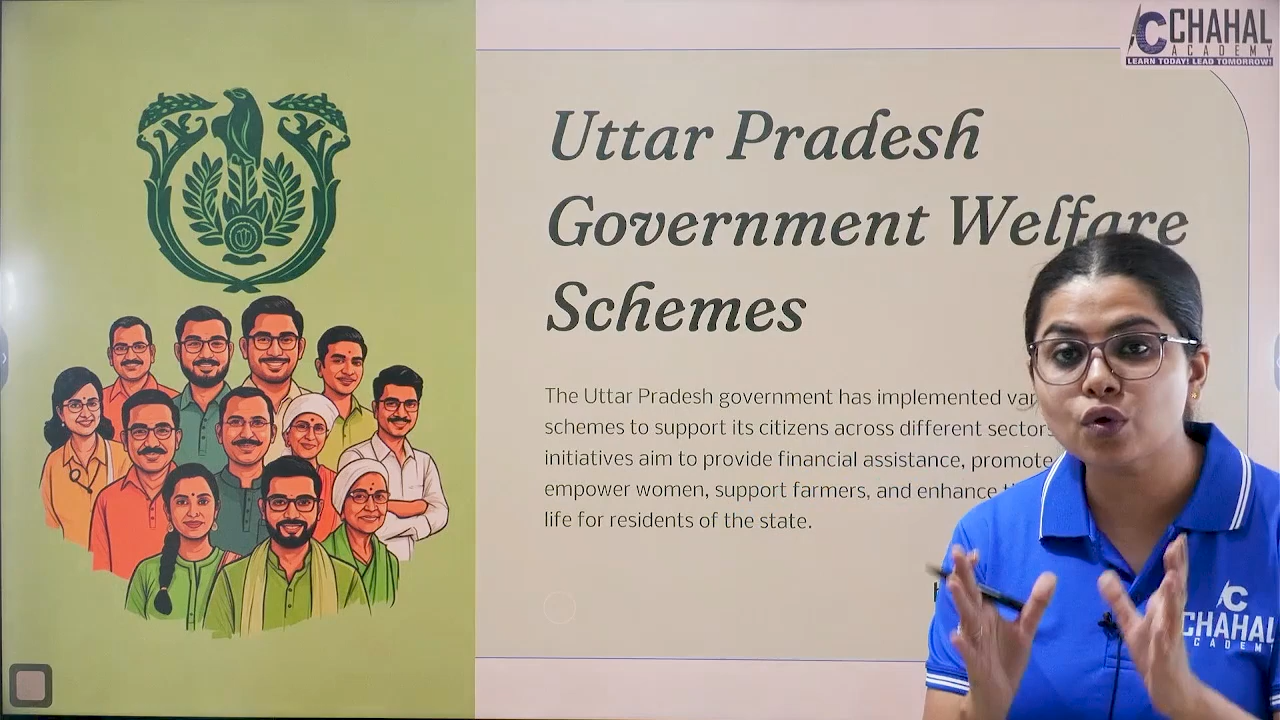 CHAHAL
ACADEMY
LEARN TODAY! LEAD TOMORROW!
Uttar Pradesh
Government Welfare
Schemes
The Uttar Pradesh government has implemented
schemes to support its citizens across different
initiatives aim to provide financial assistance, promote
empower women, support farmers, and enhance
life for residents of the state.
CHAHAL
ACADEMY